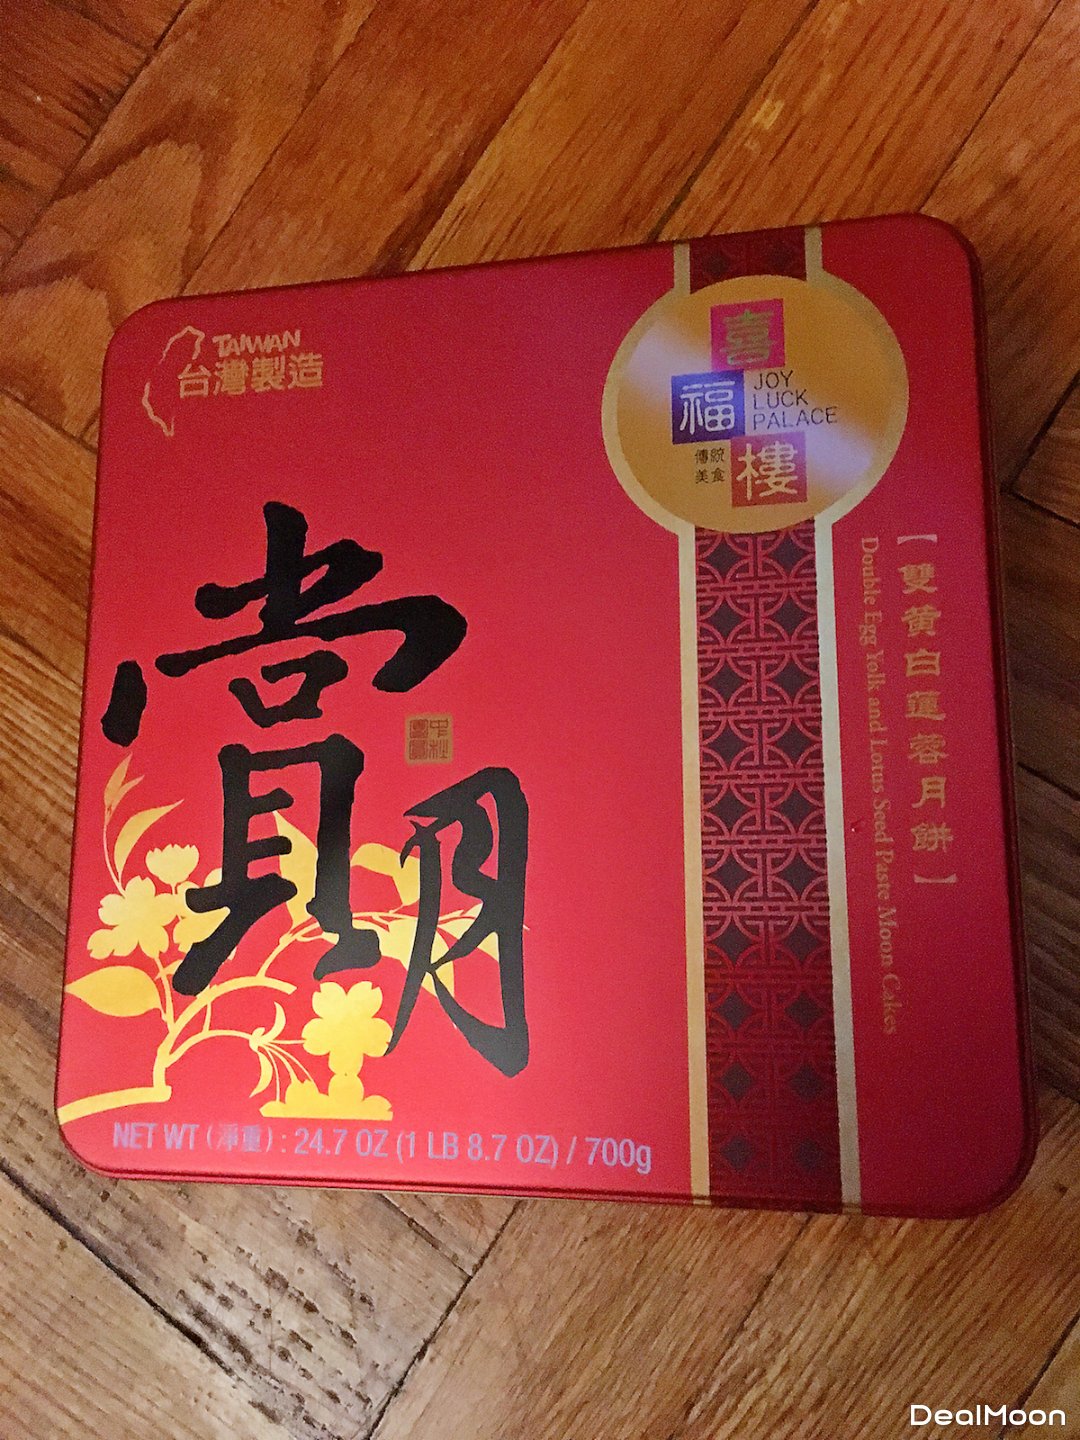 TAIWAN
台灣製造
喜
福
樓
JOY
LUCK
PALACE
傳統
美食
賞月
【雙黃白蓮蓉月餅】
Double Egg Yolk and Lotus Seed Paste Moon Cakes
NET WT (淨重) : 24.7 OZ (1 LB 8.7 OZ) / 700g
DealMoon